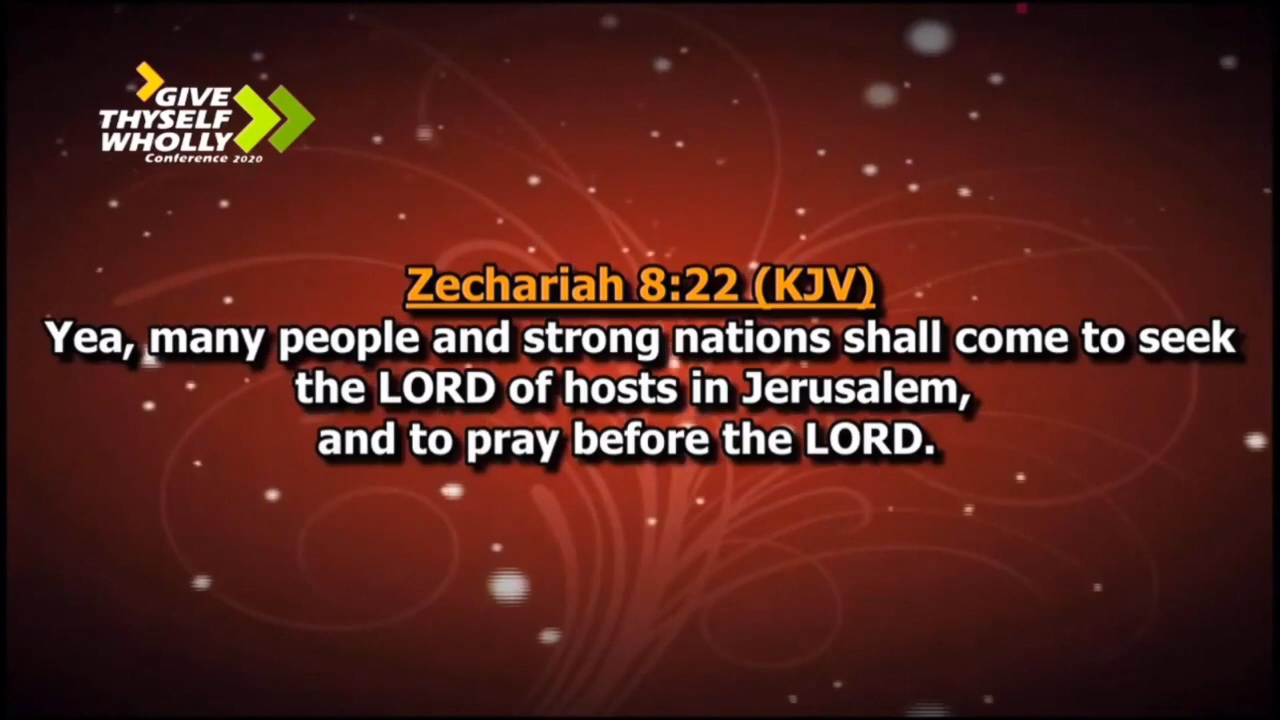 GIVE
THYSELF
WHOLLY
Conference 2020
Zechariah 8:22 (KJV)
Yea, many people and strong nations shall come to seek
the LORD of hosts in Jerusalem,
and to pray before the LORD.